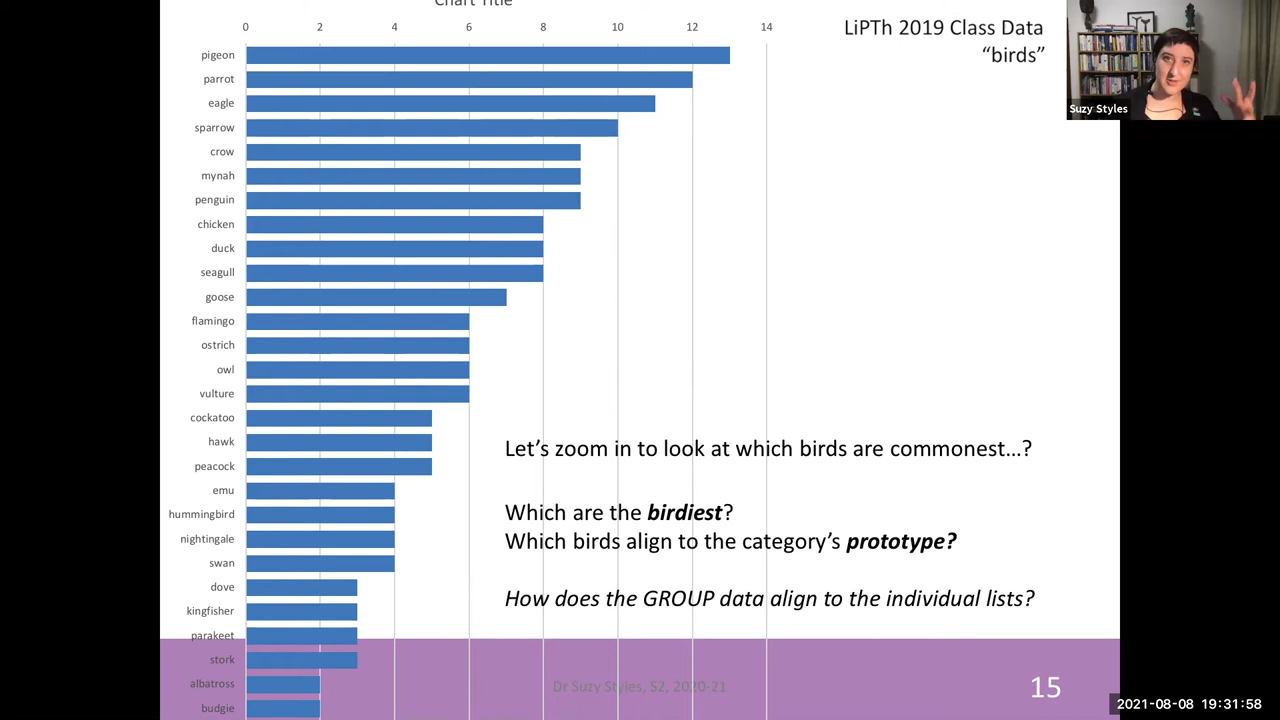 Chart Title
0 2 4 6 8 10 12 14
LiPTh 2019 Class Data
“birds”
Suzy Styles
pigeon
parrot
eagle
sparrow
crow
mynah
penguin
chicken
duck
seagull
goose
flamingo
ostrich
owl
vulture
cockatoo
hawk
peacock
emu
hummingbird
nightingale
swan
dove
kingfisher
parakeet
stork
albatross
budgie
Let’s zoom in to look at which birds are commonest…?
Which are the birdiest?
Which birds align to the category’s prototype?
How does the GROUP data align to the individual lists?
Dr Suzy Styles, S2, 2020-21
15
2021-08-08 19:31:58